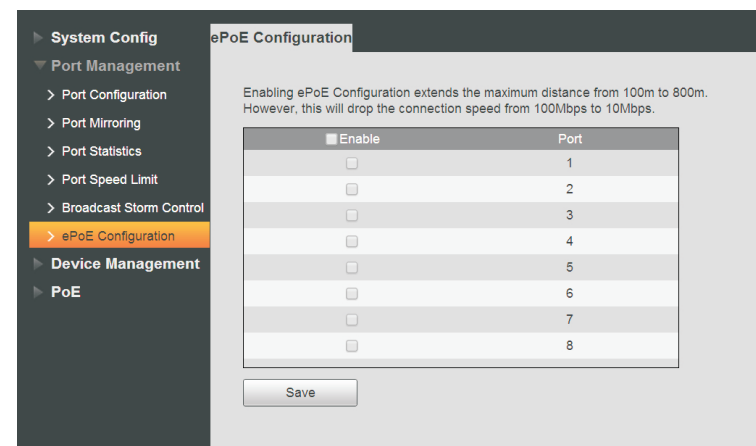 System Config
Port Management
Port Configuration
Port Mirroring
Port Statistics
Port Speed Limit
Broadcast Storm Control
ePoE Configuration
Device Management
PoE
ePoE Configuration
Enabling ePoE Configuration extends the maximum distance from 100m to 800m.
However, this will drop the connection speed from 100Mbps to 10Mbps.
Enable Port
1
2
3
4
5
6
7
8
Save